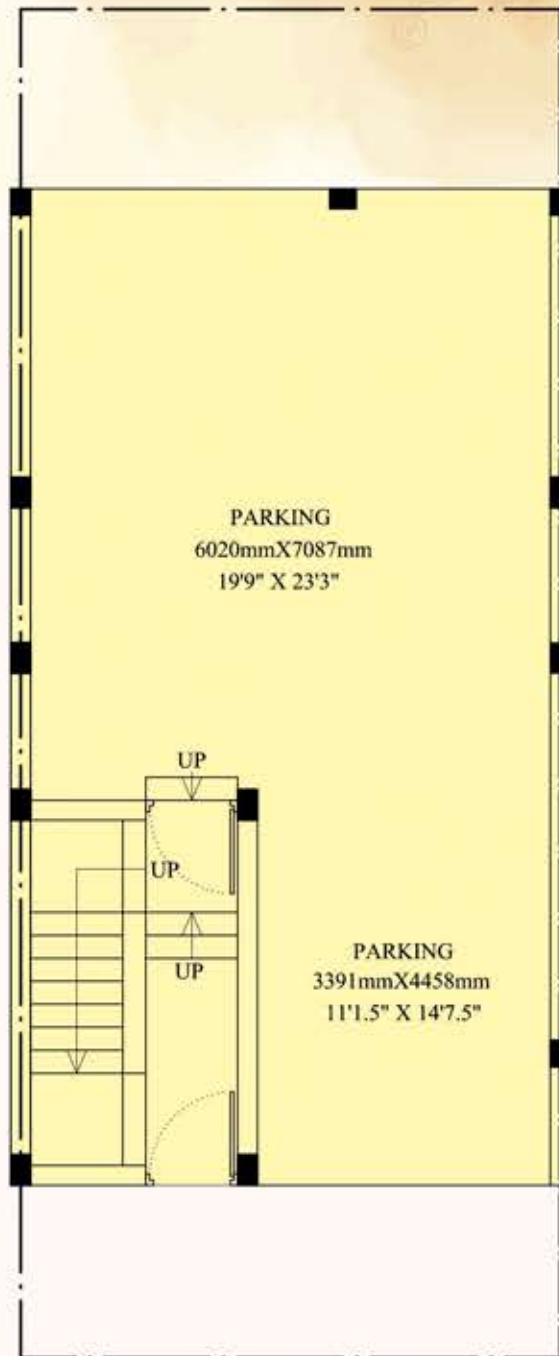 PARKING
6020mmX7087mm
19'9" X 23'3"
UP
UP
UP
PARKING
3391mmX4458mm
11'1.5" X 14'7.5"